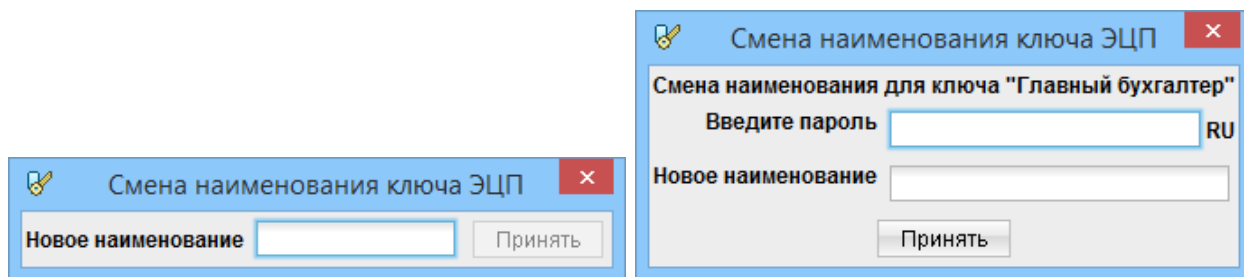 Смена наименования ключа ЭЦП
Новое наименование
Принять
Смена наименования ключа ЭЦП
Смена наименования для ключа "Главный бухгалтер"
Введите пароль
RU
Новое наименование
Принять